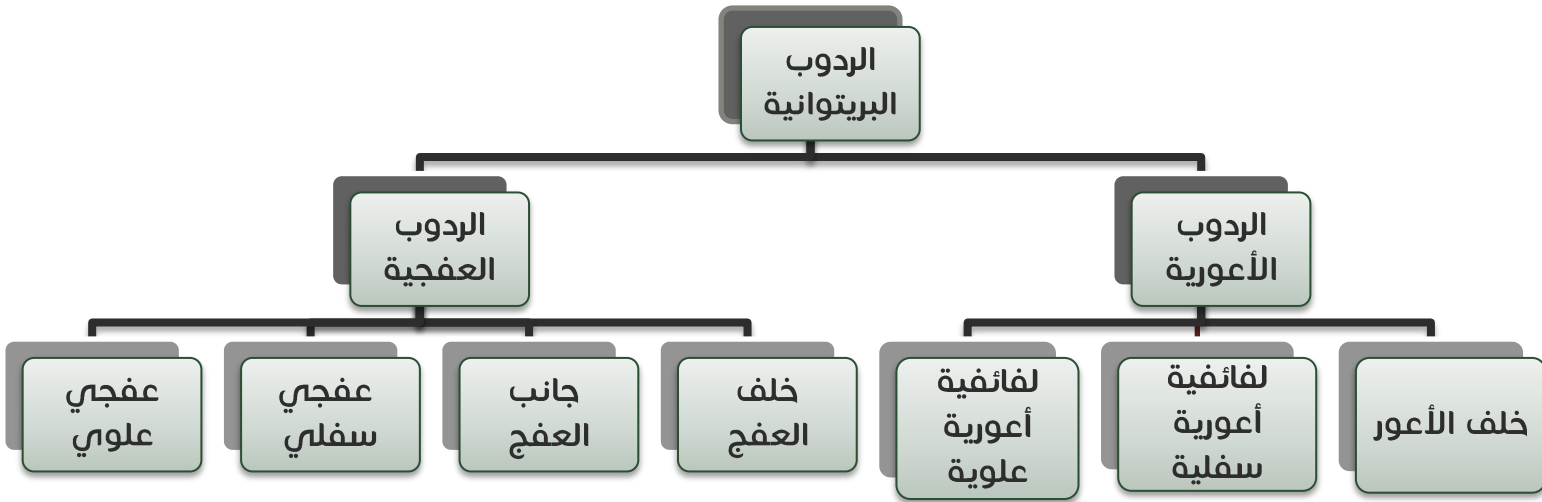 الردوب
البريتوانية
الردوب
الأعورية
الردوب
العفجية
خلف الأعور
لفائفية
أعورية
سفلية
لفائفية
أعورية
علوية
خلف
العفج
جانب
العفج
عفجي
سفلي
عفجي
علوي